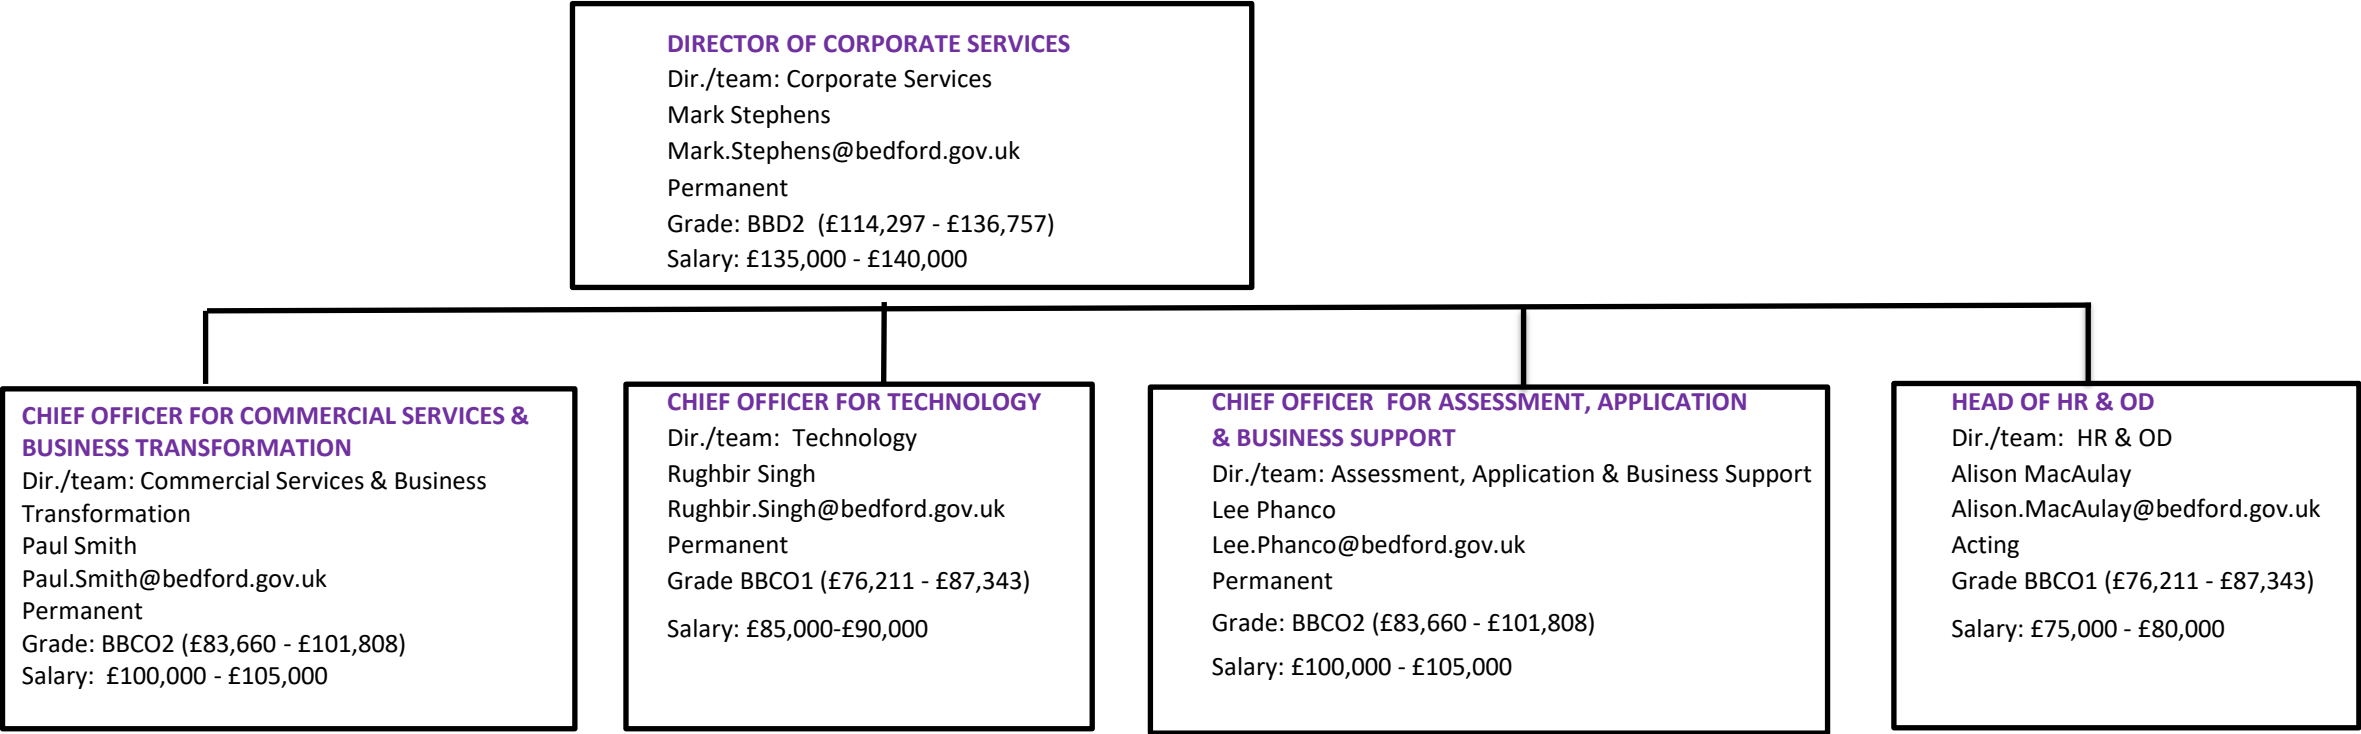 DIRECTOR OF CORPORATE SERVICES
Dir./team: Corporate Services
Mark Stephens
Mark.Stephens@bedford.gov.uk
Permanent
Grade: BBD2  (£114,297 - £136,757)
Salary: £135,000 - £140,000
CHIEF OFFICER FOR COMMERCIAL SERVICES &
BUSINESS TRANSFORMATION
Dir./team: Commercial Services & Business
Transformation
Paul Smith
Paul.Smith@bedford.gov.uk
Permanent
Grade: BBCO2 (£83,660 - £101,808)
Salary:  £100,000 - £105,000
CHIEF OFFICER FOR TECHNOLOGY
Dir./team:  Technology
Rughbir Singh
Rughbir.Singh@bedford.gov.uk
Permanent
Grade BBCO1 (£76,211 - £87,343)
Salary: £85,000-£90,000
CHIEF OFFICER  FOR ASSESSMENT, APPLICATION
& BUSINESS SUPPORT
Dir./team: Assessment, Application & Business Support
Lee Phanco
Lee.Phanco@bedford.gov.uk
Permanent
Grade: BBCO2 (£83,660 - £101,808)
Salary: £100,000 - £105,000
HEAD OF HR & OD
Dir./team:  HR & OD
Alison MacAulay
Alison.MacAulay@bedford.gov.uk
Acting
Grade BBCO1 (£76,211 - £87,343)
Salary: £75,000 - £80,000